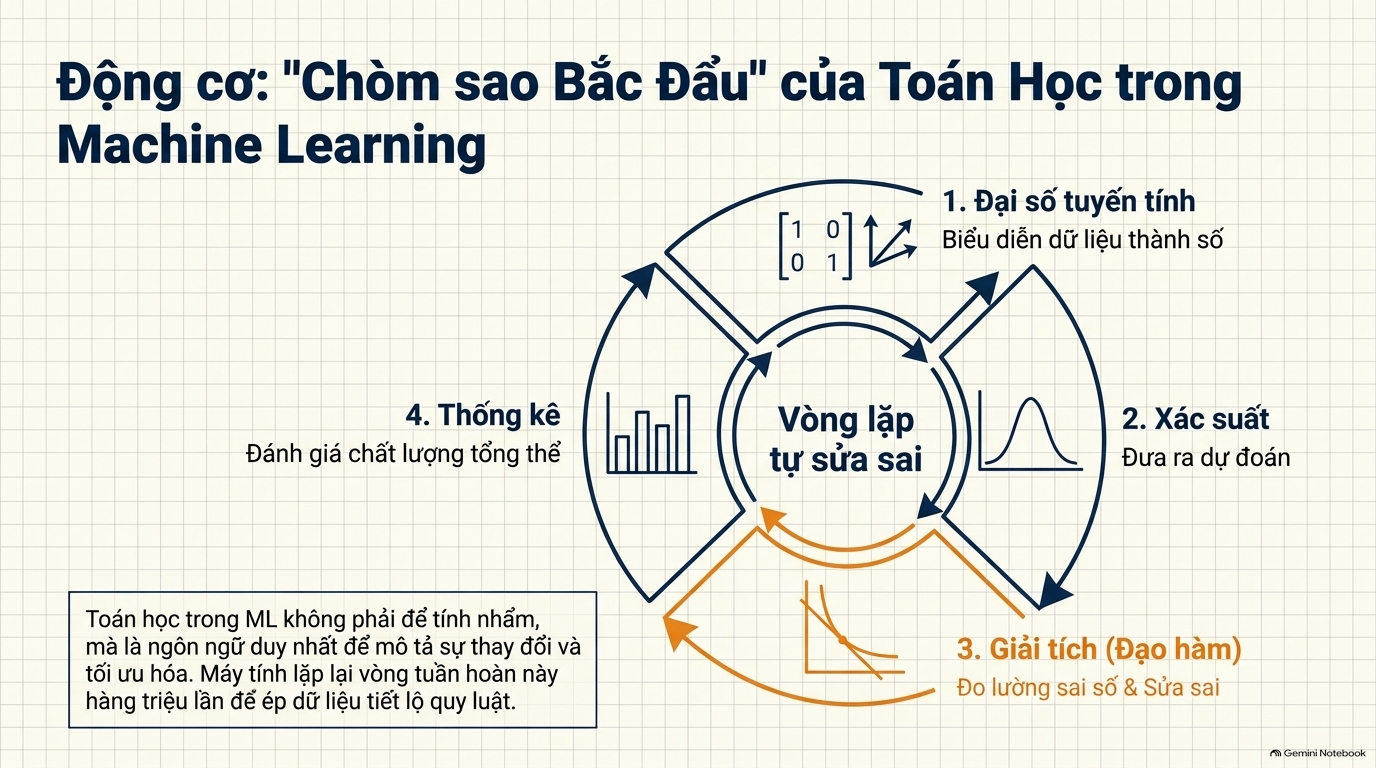 Động cơ: "Chòm sao Bắc Đẩu" của Toán Học trong
Machine Learning
1. Đại số tuyến tính
Biểu diễn dữ liệu thành số
1 0
0 1
4. Thống kê
Đánh giá chất lượng tổng thể
Vòng lặp
tự sửa sai
2. Xác suất
Đưa ra dự đoán
3. Giải tích (Đạo hàm)
Đo lường sai số & Sửa sai
Toán học trong ML không phải để tính nhẩm,
mà là ngôn ngữ duy nhất để mô tả sự thay đổi và
tối ưu hóa. Máy tính lặp lại vòng tuần hoàn này
hàng triệu lần để ép dữ liệu tiết lộ quy luật.
Gemini Notebook